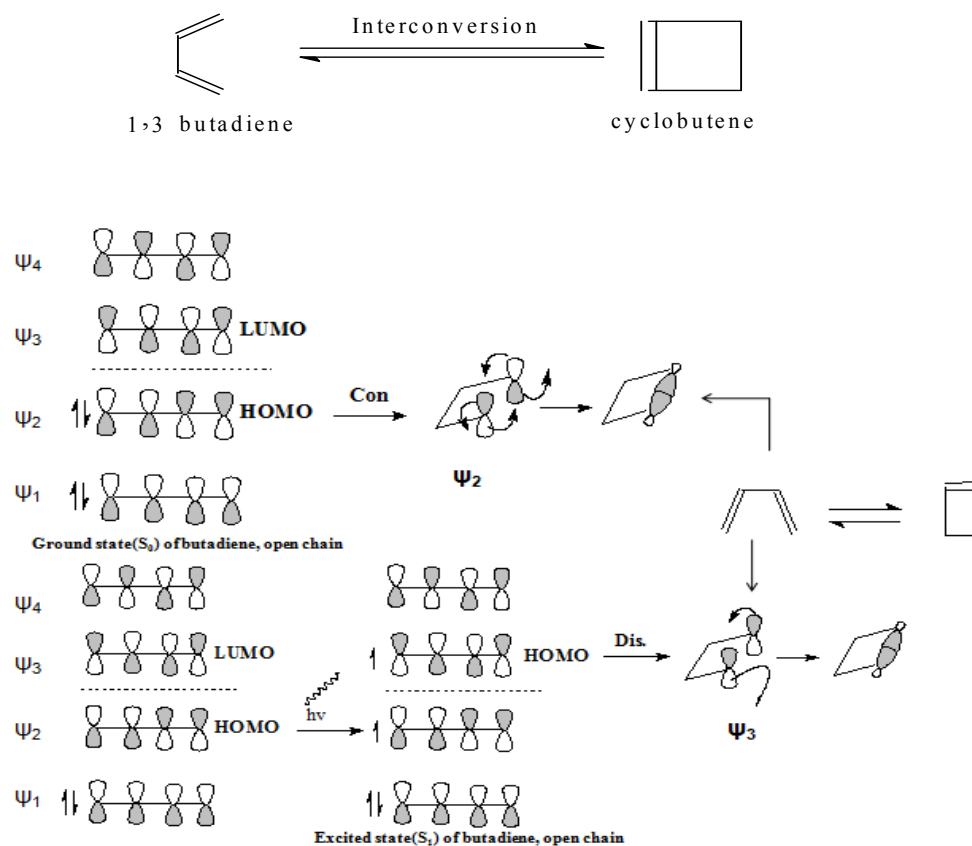 Interconversion
1,3 butadiene
cyclobutene
Ψ4
Ψ3 LUMO
Ψ2 HOMO Con
Ψ2
Ψ1
Ground state(S₀) of butadiene, open chain
Ψ4
Ψ3 LUMO HOMO Dis.
Ψ2 HOMO hv
Ψ3
Ψ1
Excited state(S₁) of butadiene, open chain